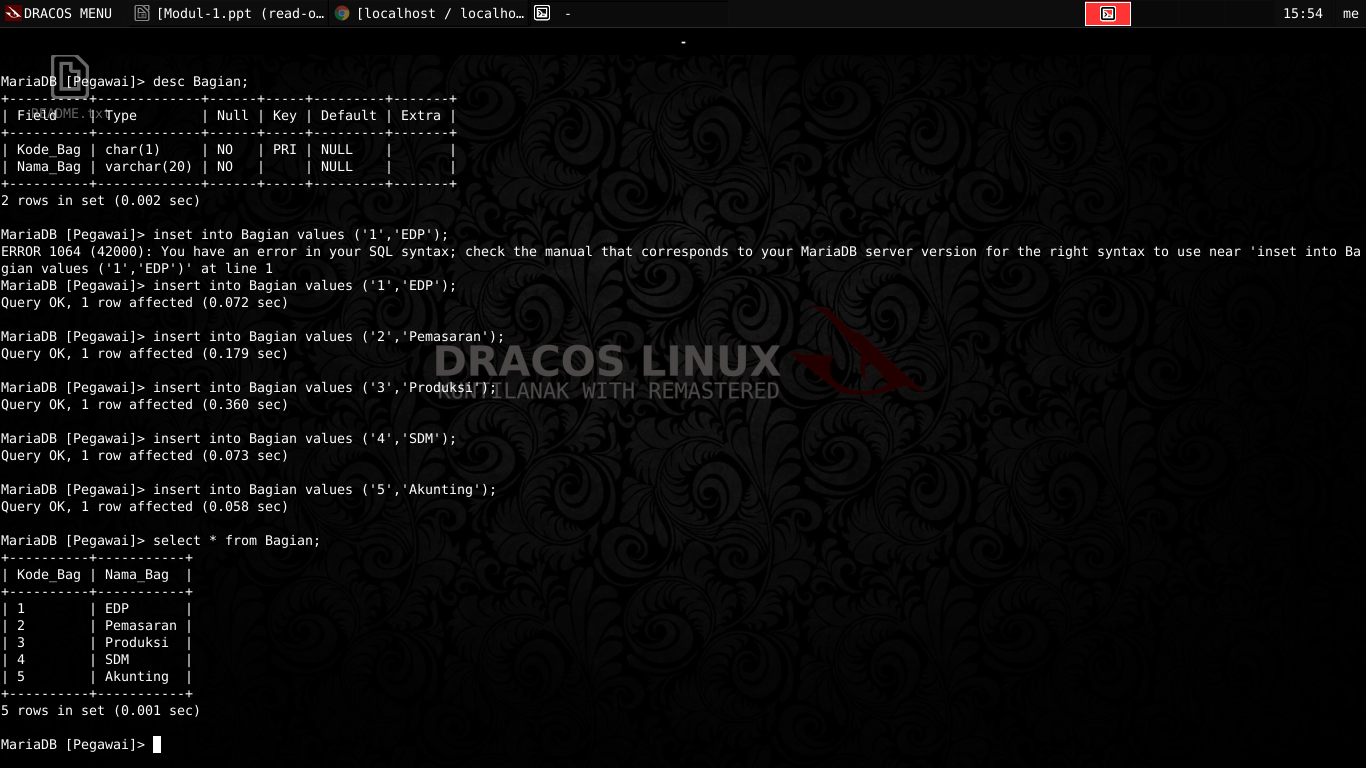 DRACOS MENU [Modul-1.ppt (read-o… [localhost / localho… - 15:54 me
-
README.txt
MariaDB [Pegawai]> desc Bagian;
+----------+-------------+------+-----+---------+-------+
| Field    | Type        | Null | Key | Default | Extra |
+----------+-------------+------+-----+---------+-------+
| Kode_Bag | char(1)     | NO   | PRI | NULL    |       |
| Nama_Bag | varchar(20) | NO   |     | NULL    |       |
+----------+-------------+------+-----+---------+-------+
2 rows in set (0.002 sec)
MariaDB [Pegawai]> inset into Bagian values ('1','EDP');
ERROR 1064 (42000): You have an error in your SQL syntax; check the manual that corresponds to your MariaDB server version for the right syntax to use near 'inset into Ba
gian values ('1','EDP')' at line 1
MariaDB [Pegawai]> insert into Bagian values ('1','EDP');
Query OK, 1 row affected (0.072 sec)
MariaDB [Pegawai]> insert into Bagian values ('2','Pemasaran');
Query OK, 1 row affected (0.179 sec)
DRACOS LINUX
MariaDB [Pegawai]> insert into Bagian values ('3','Produksi');
KUNTILANAK WITH REMASTERED
Query OK, 1 row affected (0.360 sec)
MariaDB [Pegawai]> insert into Bagian values ('4','SDM');
Query OK, 1 row affected (0.073 sec)
MariaDB [Pegawai]> insert into Bagian values ('5','Akunting');
Query OK, 1 row affected (0.058 sec)
MariaDB [Pegawai]> select * from Bagian;
+----------+-----------+
| Kode_Bag | Nama_Bag  |
+----------+-----------+
| 1        | EDP       |
| 2        | Pemasaran |
| 3        | Produksi  |
| 4        | SDM       |
| 5        | Akunting  |
+----------+-----------+
5 rows in set (0.001 sec)
MariaDB [Pegawai]>